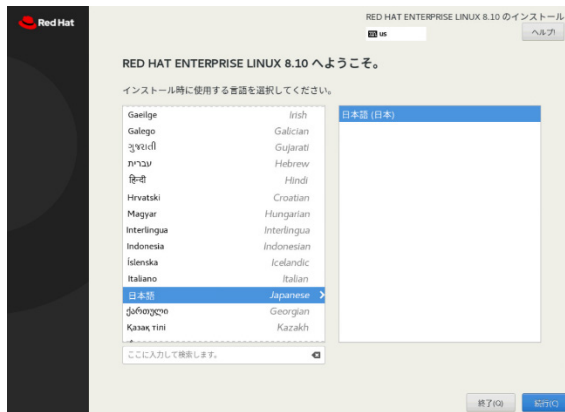 Red Hat
RED HAT ENTERPRISE LINUX 8.10 のインストール
us
ヘルプ!
RED HAT ENTERPRISE LINUX 8.10 へようこそ。
インストール時に使用する言語を選択してください。
Gaeilge Irish
Galego Galician
ગુજરાતી Gujarati
עברית Hebrew
हिन्दी Hindi
Hrvatski Croatian
Magyar Hungarian
Interlingua Interlingua
Indonesia Indonesian
Íslenska Icelandic
Italiano Italian
日本語 Japanese
ქართული Georgian
Қазақ тілі Kazakh
日本語 (日本)
ここに入力して検索します。
終了(Q)
続行(C)